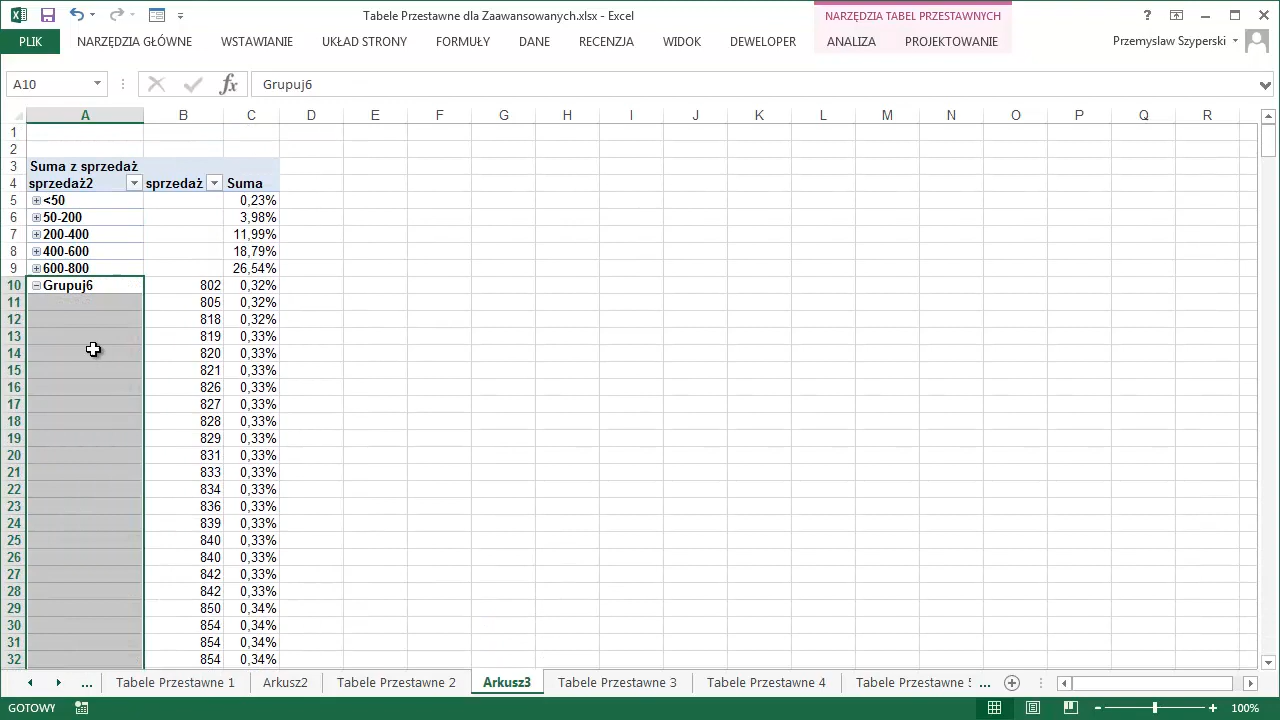 Tabele Przestawne dla Zaawansowanych.xlsx - Excel
NARZĘDZIA TABEL PRZESTAWNYCH
?
PLIK NARZĘDZIA GŁÓWNE WSTAWIANIE UKŁAD STRONY FORMUŁY DANE RECENZJA WIDOK DEWELOPER ANALIZA PROJEKTOWANIE Przemyslaw Szyperski
A10 fx Grupuj6
A B C D E F G H I J K L M N O P Q R
1
2
3 Suma z sprzedaż
4 sprzedaż2 sprzedaż Suma
5 <50 0,23%
6 50-200 3,98%
7 200-400 11,99%
8 400-600 18,79%
9 600-800 26,54%
10 Grupuj6 802 0,32%
11 805 0,32%
12 818 0,32%
13 819 0,33%
14 820 0,33%
15 821 0,33%
16 826 0,33%
17 827 0,33%
18 828 0,33%
19 829 0,33%
20 831 0,33%
21 833 0,33%
22 834 0,33%
23 836 0,33%
24 839 0,33%
25 840 0,33%
26 840 0,33%
27 842 0,33%
28 842 0,33%
29 850 0,34%
30 854 0,34%
31 854 0,34%
32 854 0,34%
... Tabele Przestawne 1 Arkusz2 Tabele Przestawne 2 Arkusz3 Tabele Przestawne 3 Tabele Przestawne 4 Tabele Przestawne 5 ...
GOTOWY 100%